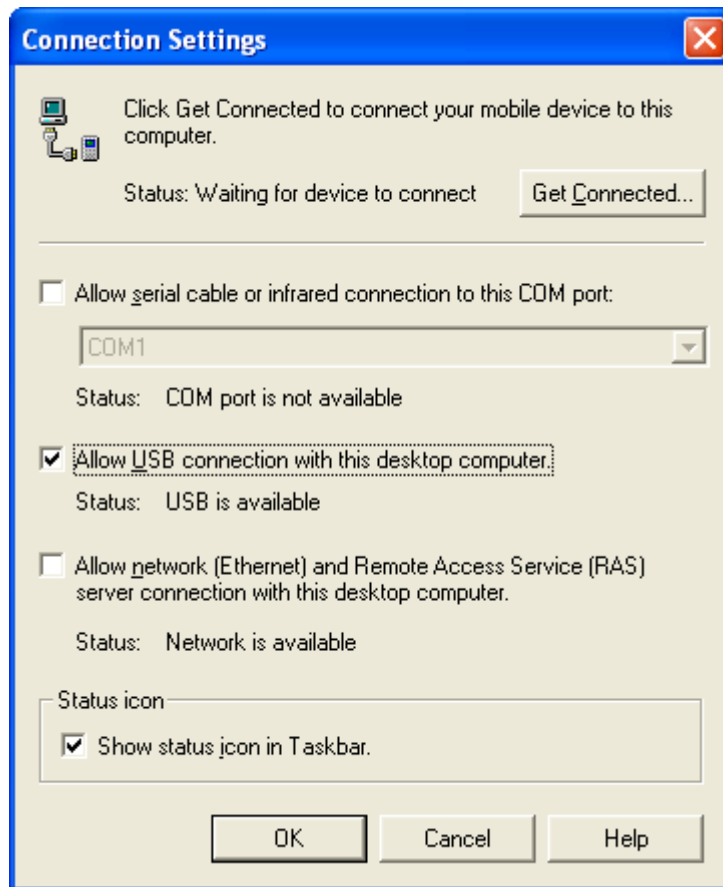 Connection Settings
Click Get Connected to connect your mobile device to this
computer.
Status: Waiting for device to connect
Get Connected...
Allow serial cable or infrared connection to this COM port:
COM1
Status: COM port is not available
Allow USB connection with this desktop computer.
Status: USB is available
Allow network (Ethernet) and Remote Access Service (RAS)
server connection with this desktop computer.
Status: Network is available
Status icon
Show status icon in Taskbar.
OK
Cancel
Help